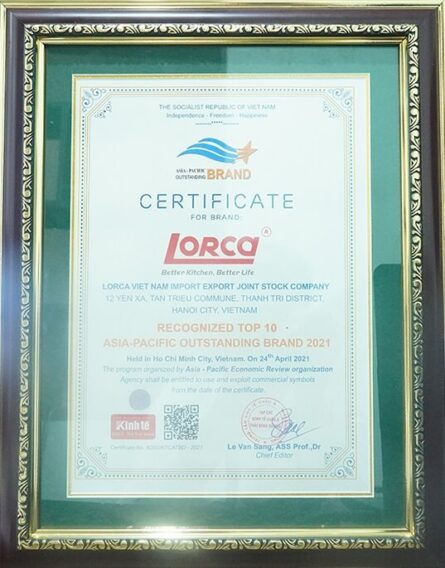 THE SOCIALIST REPUBLIC OF VIET NAM
Independence - Freedom - Happiness
ASIA - PACIFIC
OUTSTANDING BRAND
CERTIFICATE
FOR BRAND:
LORCA R
Better Kitchen, Better Life
LORCA VIET NAM IMPORT EXPORT JOINT STOCK COMPANY
12 YEN XA, TAN TRIEU COMMUNE, THANH TRI DISTRICT,
HANOI CITY, VIETNAM
RECOGNIZED TOP 10
ASIA-PACIFIC OUTSTANDING BRAND 2021
Held in Ho Chi Minh City, Vietnam. On 24th April 2021
The program organized by Asia - Pacific Economic Review organization
Agency shall be entitled to use and exploit commercial symbols
from the date of the certificate.
Kinh tế
Certificate No.
Le Van Sang, ASS Prof.,Dr
Chief Editor